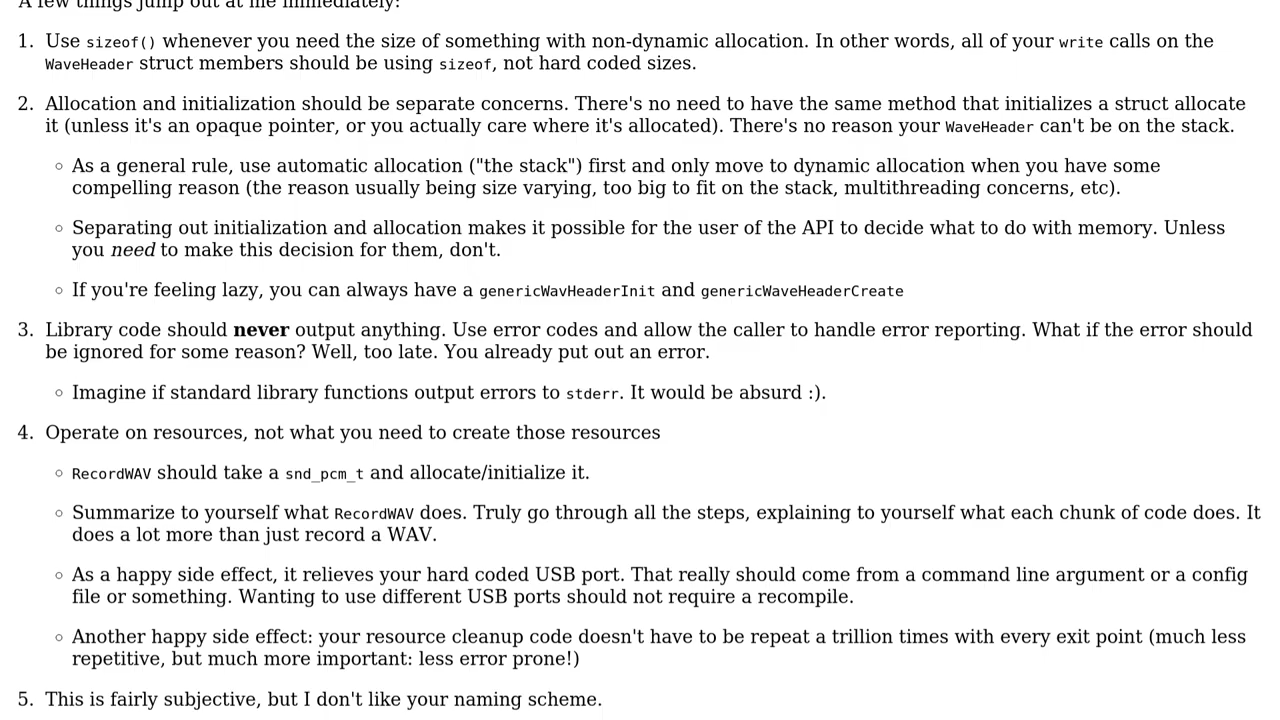 A few things jump out at me immediately:
1. Use sizeof() whenever you need the size of something with non-dynamic allocation. In other words, all of your write calls on the
WaveHeader struct members should be using sizeof, not hard coded sizes.
2. Allocation and initialization should be separate concerns. There's no need to have the same method that initializes a struct allocate
it (unless it's an opaque pointer, or you actually care where it's allocated). There's no reason your WaveHeader can't be on the stack.
◦ As a general rule, use automatic allocation ("the stack") first and only move to dynamic allocation when you have some
compelling reason (the reason usually being size varying, too big to fit on the stack, multithreading concerns, etc).
◦ Separating out initialization and allocation makes it possible for the user of the API to decide what to do with memory. Unless
you need to make this decision for them, don't.
◦ If you're feeling lazy, you can always have a genericWavHeaderInit and genericWaveHeaderCreate
3. Library code should never output anything. Use error codes and allow the caller to handle error reporting. What if the error should
be ignored for some reason? Well, too late. You already put out an error.
◦ Imagine if standard library functions output errors to stderr. It would be absurd :).
4. Operate on resources, not what you need to create those resources
◦ RecordWAV should take a snd_pcm_t and allocate/initialize it.
◦ Summarize to yourself what RecordWAV does. Truly go through all the steps, explaining to yourself what each chunk of code does. It
does a lot more than just record a WAV.
◦ As a happy side effect, it relieves your hard coded USB port. That really should come from a command line argument or a config
file or something. Wanting to use different USB ports should not require a recompile.
◦ Another happy side effect: your resource cleanup code doesn't have to be repeat a trillion times with every exit point (much less
repetitive, but much more important: less error prone!)
5. This is fairly subjective, but I don't like your naming scheme.